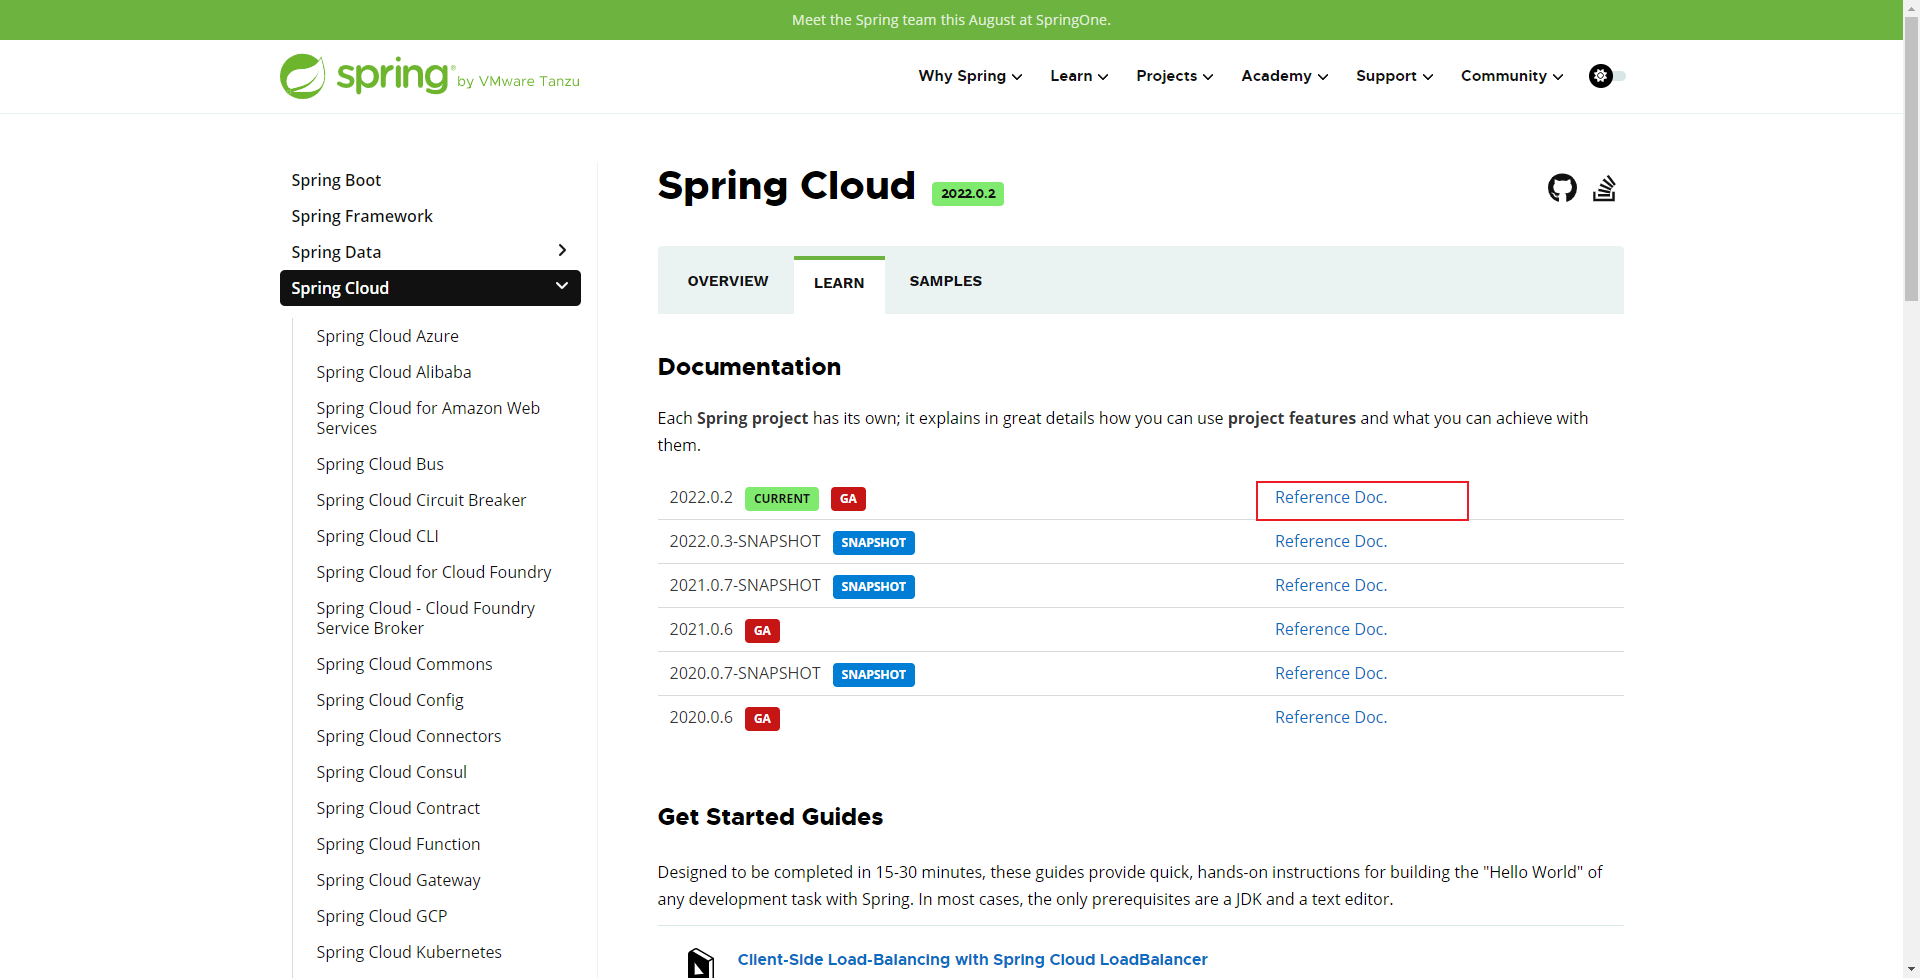 Meet the Spring team this August at SpringOne.
spring® by VMware Tanzu
Why Spring Learn Projects Academy Support Community
Spring Boot
Spring Framework
Spring Data
Spring Cloud
Spring Cloud Azure
Spring Cloud Alibaba
Spring Cloud for Amazon Web
Services
Spring Cloud Bus
Spring Cloud Circuit Breaker
Spring Cloud CLI
Spring Cloud for Cloud Foundry
Spring Cloud - Cloud Foundry
Service Broker
Spring Cloud Commons
Spring Cloud Config
Spring Cloud Connectors
Spring Cloud Consul
Spring Cloud Contract
Spring Cloud Function
Spring Cloud Gateway
Spring Cloud GCP
Spring Cloud Kubernetes
Spring Cloud 2022.0.2
OVERVIEW LEARN SAMPLES
Documentation
Each Spring project has its own; it explains in great details how you can use project features and what you can achieve with
them.
2022.0.2 CURRENT GA Reference Doc.
2022.0.3-SNAPSHOT SNAPSHOT Reference Doc.
2021.0.7-SNAPSHOT SNAPSHOT Reference Doc.
2021.0.6 GA Reference Doc.
2020.0.7-SNAPSHOT SNAPSHOT Reference Doc.
2020.0.6 GA Reference Doc.
Get Started Guides
Designed to be completed in 15-30 minutes, these guides provide quick, hands-on instructions for building the "Hello World" of
any development task with Spring. In most cases, the only prerequisites are a JDK and a text editor.
Client-Side Load-Balancing with Spring Cloud LoadBalancer